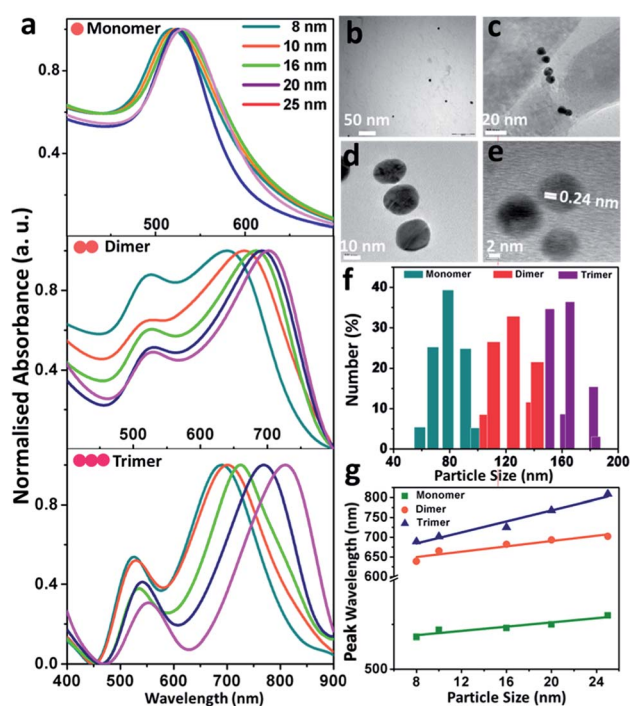 a
Monomer
8 nm
10 nm
16 nm
20 nm
25 nm
1.0
0.4
500 600
Dimer
1.0
0.4
500 600 700
Trimer
1.0
0.4
0.0
400 500 600 700 800 900
Wavelength (nm)
Normalised Absorbance (a. u.)
b
50 nm
c
20 nm
d
10 nm
e
0.24 nm
2 nm
f
Monomer Dimer Trimer
40
30
20
10
0
40 80 120 160 200
Number (%)
Particle Size (nm)
g
Monomer
Dimer
Trimer
800
750
700
650
600
500
8 12 16 20 24
Peak Wavelength (nm)
Particle Size (nm)